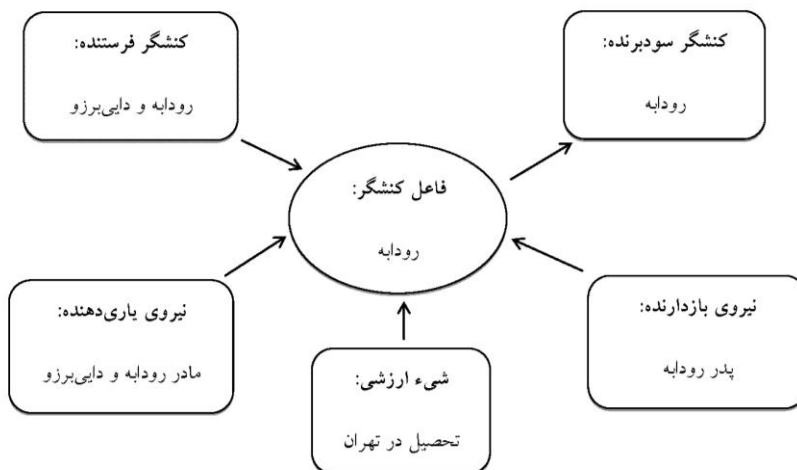 کنشگر سودبرنده:
رودابه
کنشگر فرستنده:
رودابه و دایی‌برزو
فاعل کنشگر:
رودابه
نیروی بازدارنده:
پدر رودابه
شیء ارزشی:
تحصیل در تهران
نیروی یاری‌دهنده:
مادر رودابه و دایی‌برزو